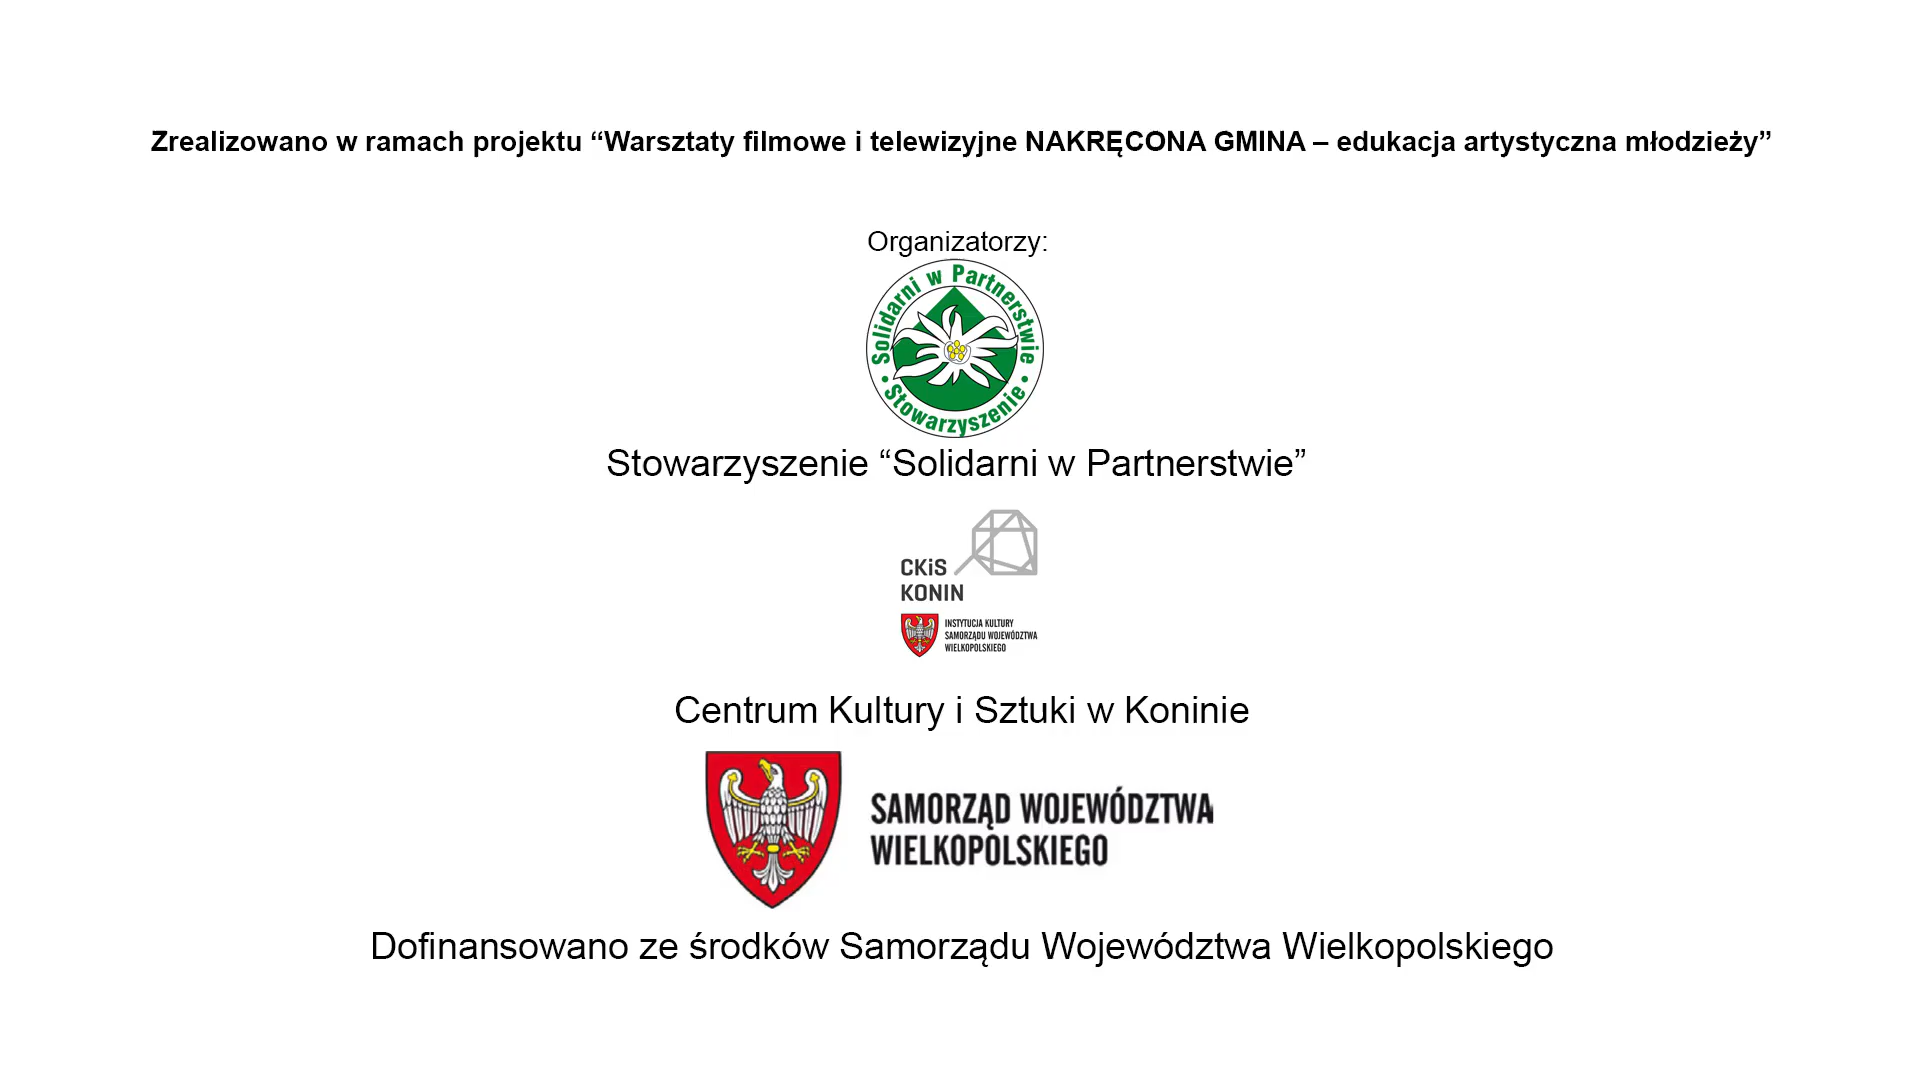 Zrealizowano w ramach projektu “Warsztaty filmowe i telewizyjne NAKRĘCONA GMINA – edukacja artystyczna młodzieży”
Organizatorzy:
Solidarni w Partnerstwie
• Stowarzyszenie •
Stowarzyszenie “Solidarni w Partnerstwie”
CKiS
KONIN
INSTYTUCJA KULTURY
SAMORZĄDU WOJEWÓDZTWA
WIELKOPOLSKIEGO
Centrum Kultury i Sztuki w Koninie
SAMORZĄD WOJEWÓDZTWA
WIELKOPOLSKIEGO
Dofinansowano ze środków Samorządu Województwa Wielkopolskiego